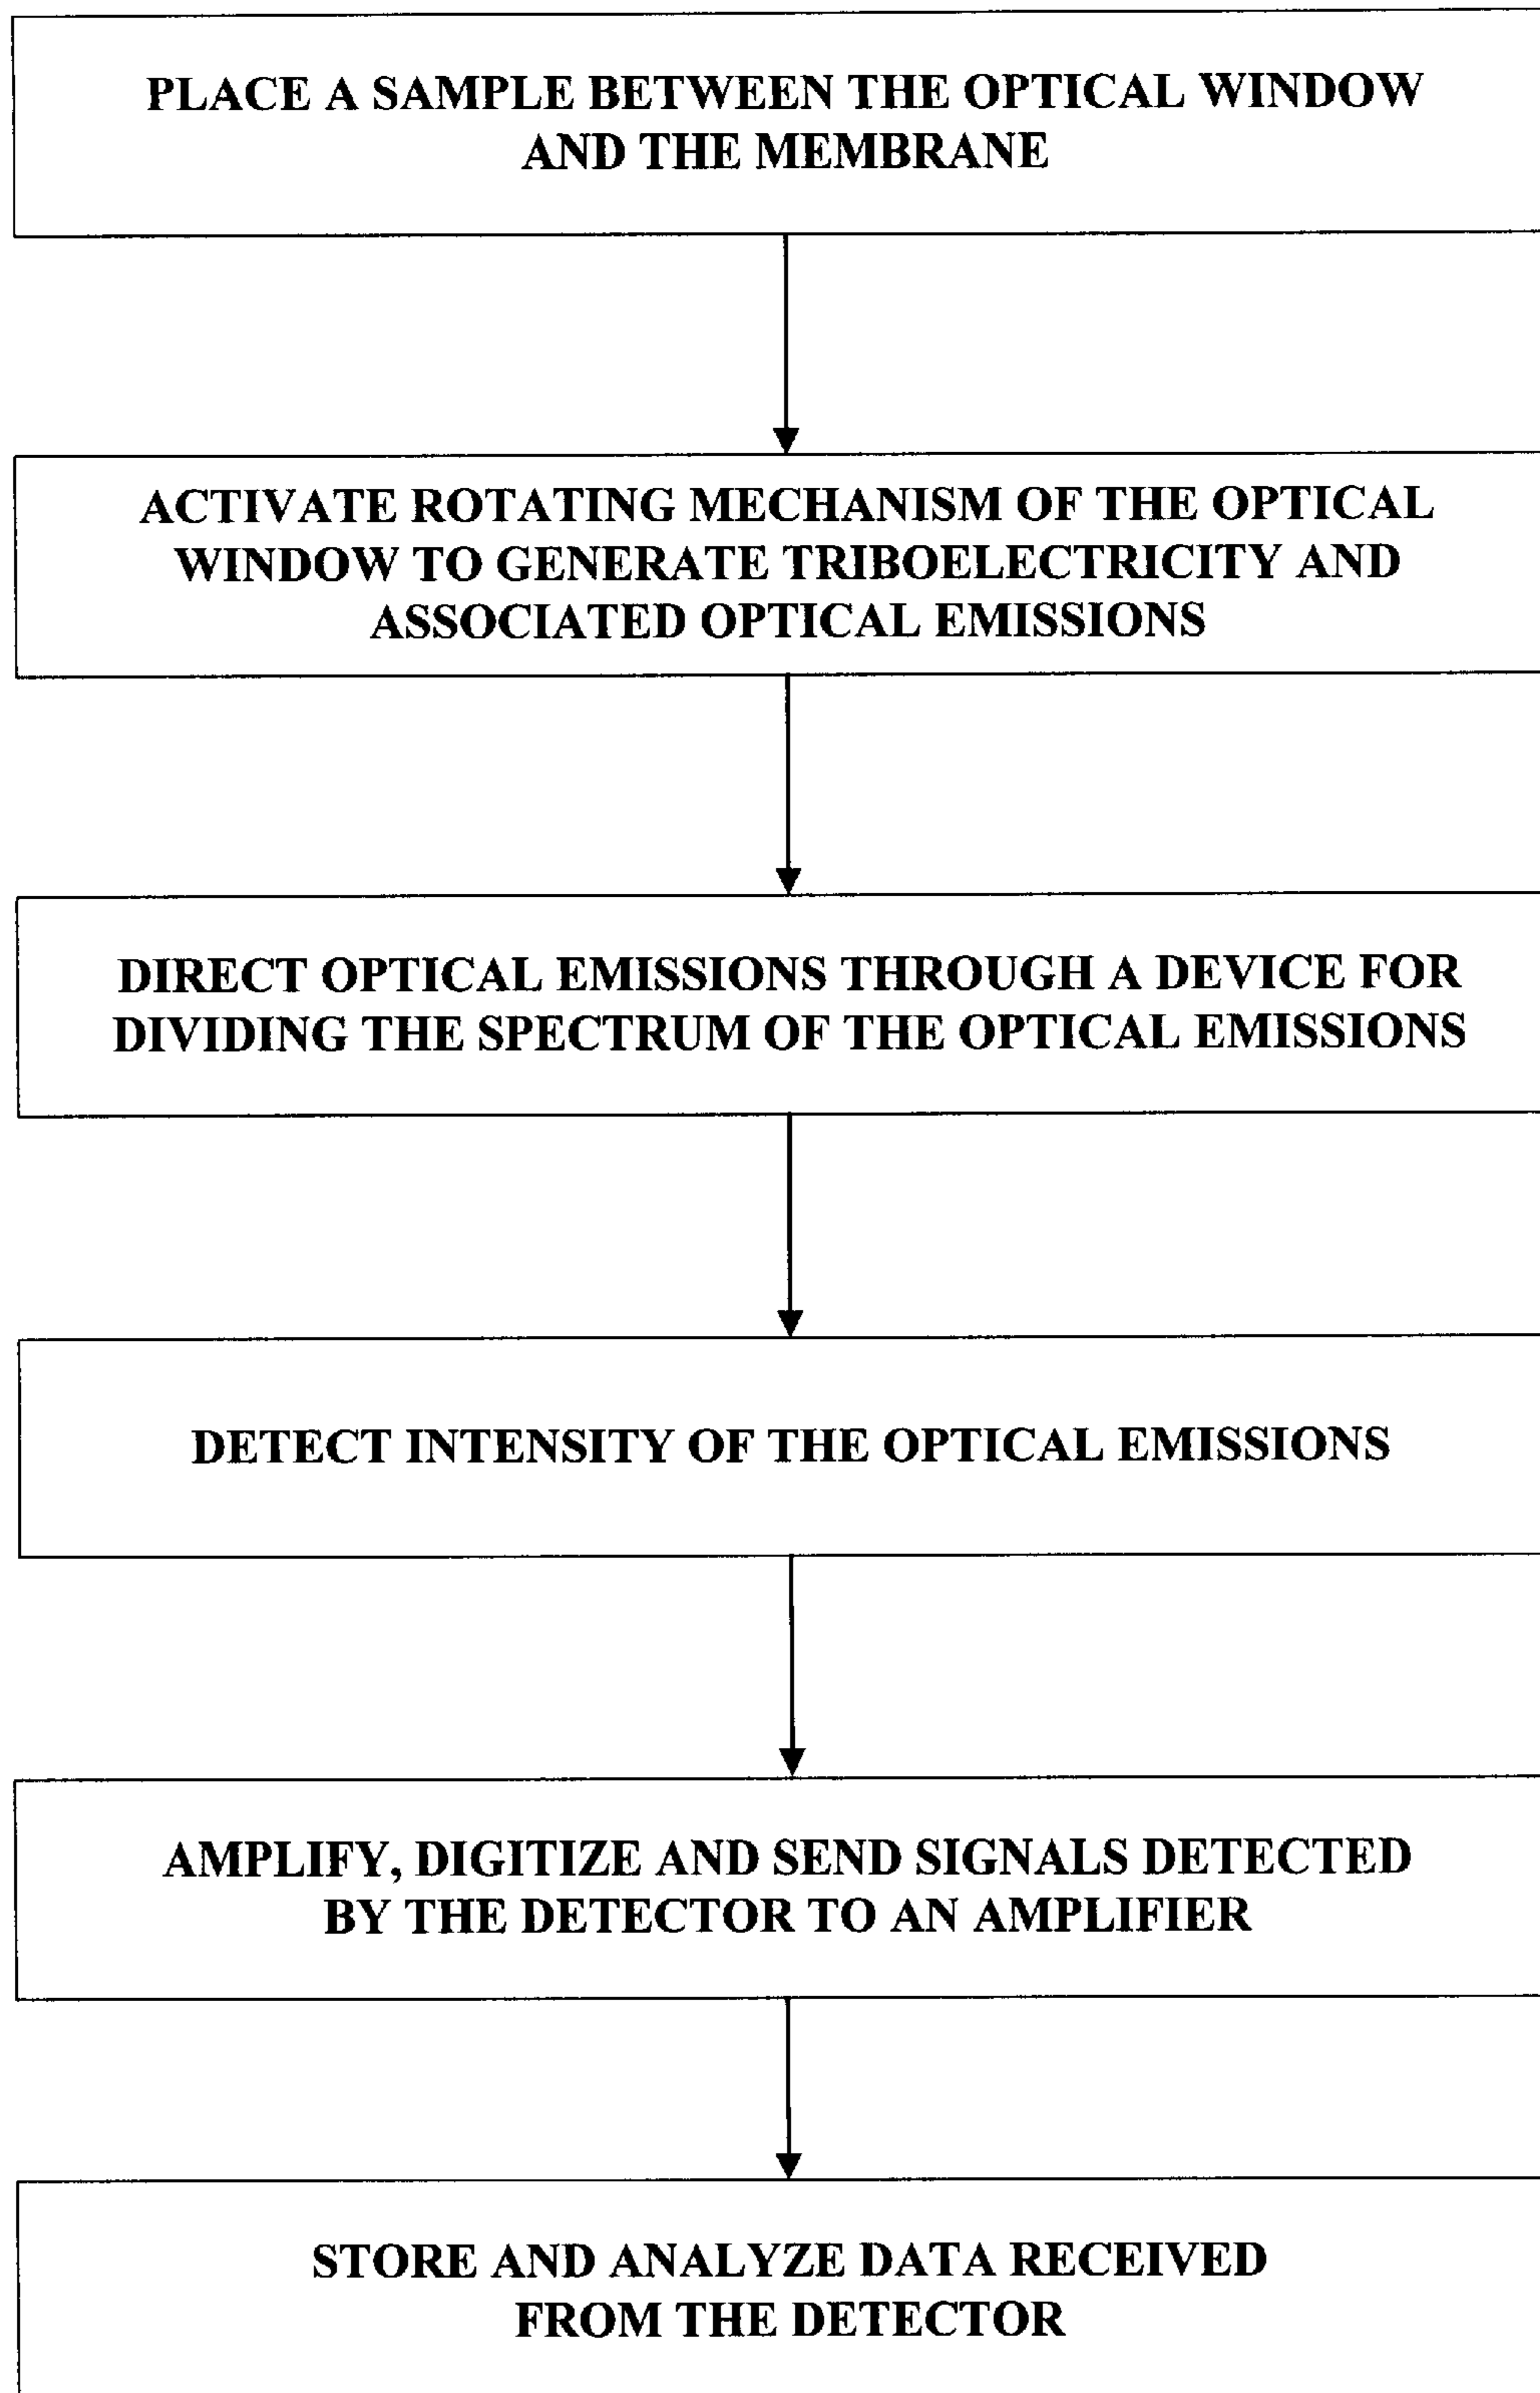 PLACE A SAMPLE BETWEEN THE OPTICAL WINDOW
AND THE MEMBRANE
ACTIVATE ROTATING MECHANISM OF THE OPTICAL
WINDOW TO GENERATE TRIBOELECTRICITY AND
ASSOCIATED OPTICAL EMISSIONS
DIRECT OPTICAL EMISSIONS THROUGH A DEVICE FOR
DIVIDING THE SPECTRUM OF THE OPTICAL EMISSIONS
DETECT INTENSITY OF THE OPTICAL EMISSIONS
AMPLIFY, DIGITIZE AND SEND SIGNALS DETECTED
BY THE DETECTOR TO AN AMPLIFIER
STORE AND ANALYZE DATA RECEIVED
FROM THE DETECTOR